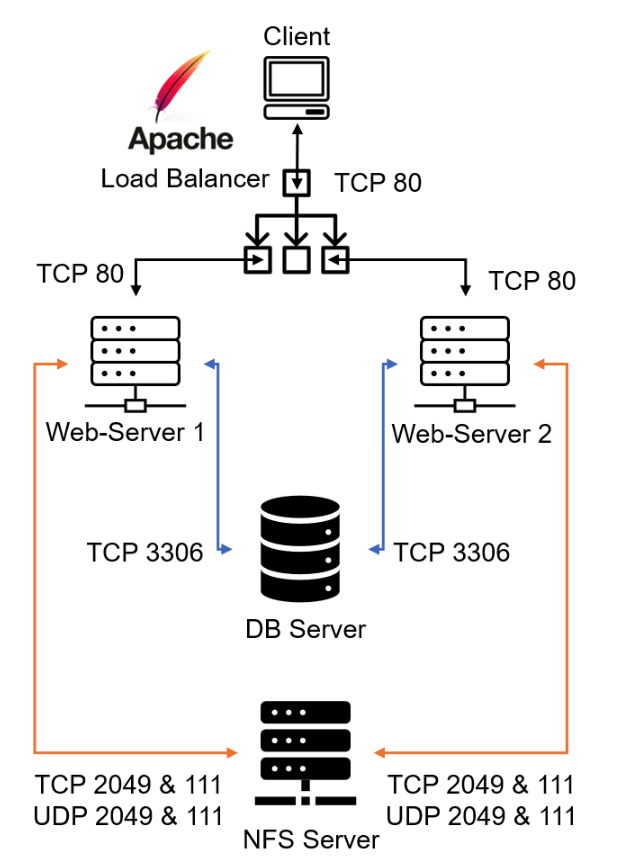 Client
Apache
Load Balancer
TCP 80
TCP 80
TCP 80
Web-Server 1
Web-Server 2
TCP 3306
TCP 3306
DB Server
TCP 2049 & 111
UDP 2049 & 111
TCP 2049 & 111
UDP 2049 & 111
NFS Server